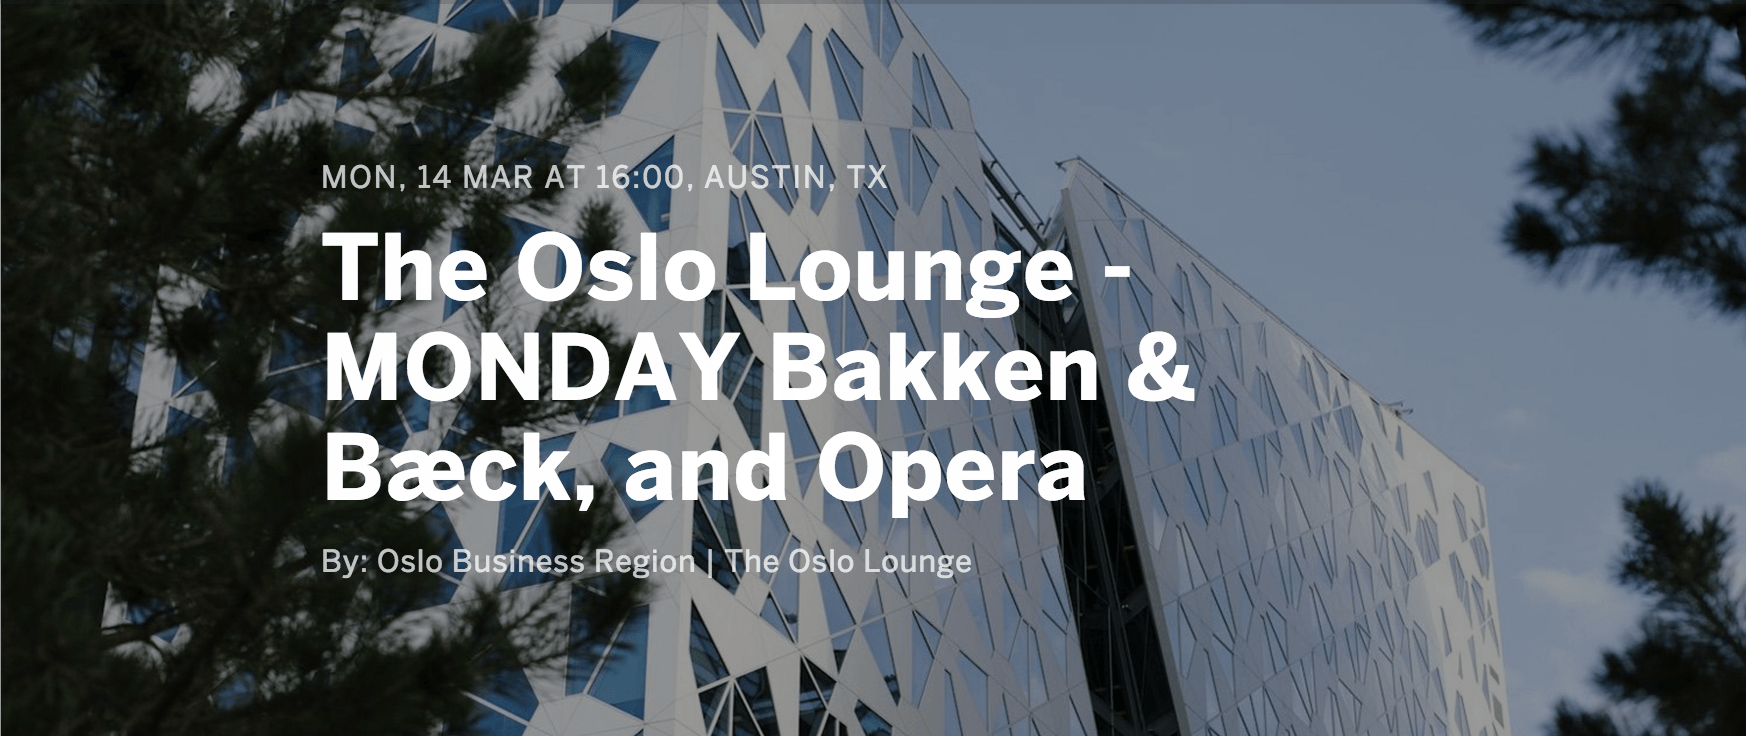 MON, 14 MAR AT 16:00, AUSTIN, TX
The Oslo Lounge -
MONDAY Bakken &
Bæck, and Opera
By: Oslo Business Region | The Oslo Lounge